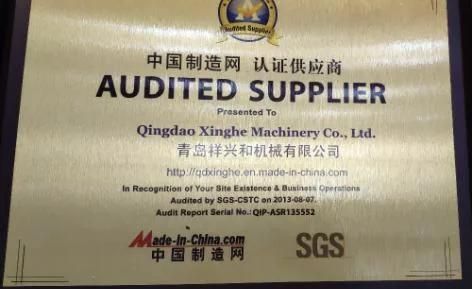 Audited Supplier
中国制造网 认证供应商
AUDITED SUPPLIER
Presented To
Qingdao Xinghe Machinery Co., Ltd.
青岛祥兴和机械有限公司
http://qdxinghe.en.made-in-china.com
In Recognition of Your Site Existence & Business Operations
Audited by SGS-CSTC on 2013-08-07.
Audit Report Serial No.: QIP-ASR135552
Made-in-China.com
中国制造网
SGS